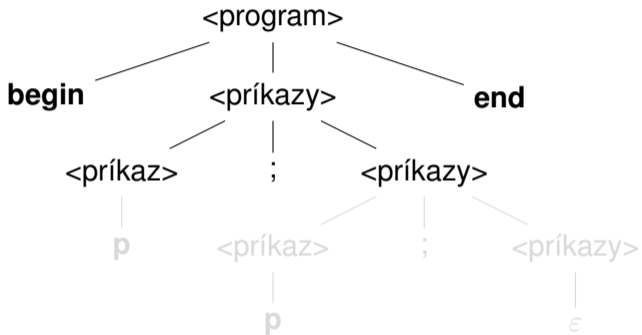 <program>
begin <príkazy> end
<príkaz> ; <príkazy>
p <príkaz> ; <príkazy>
p ε